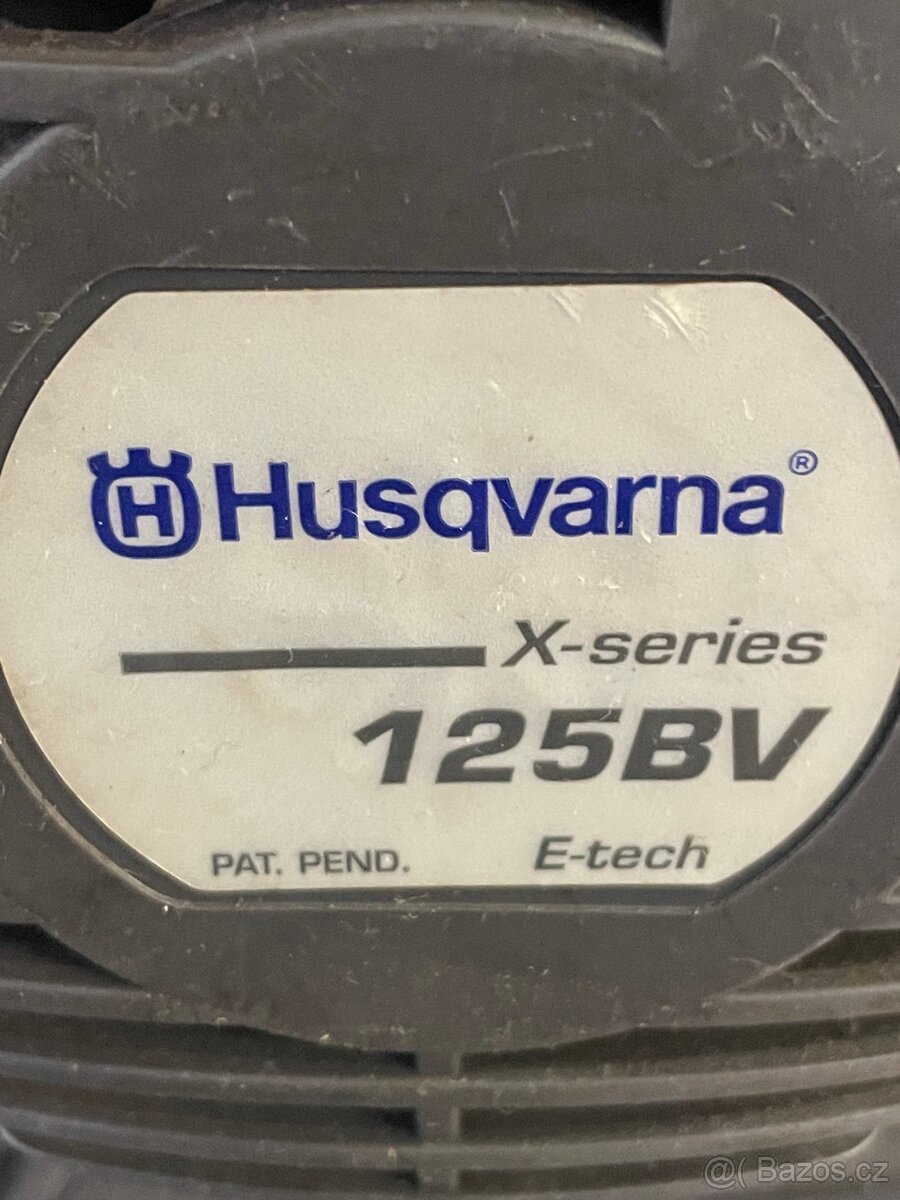 H Husqvarna®
X-series
125BV
PAT. PEND. E-tech
@( Bazos.cz